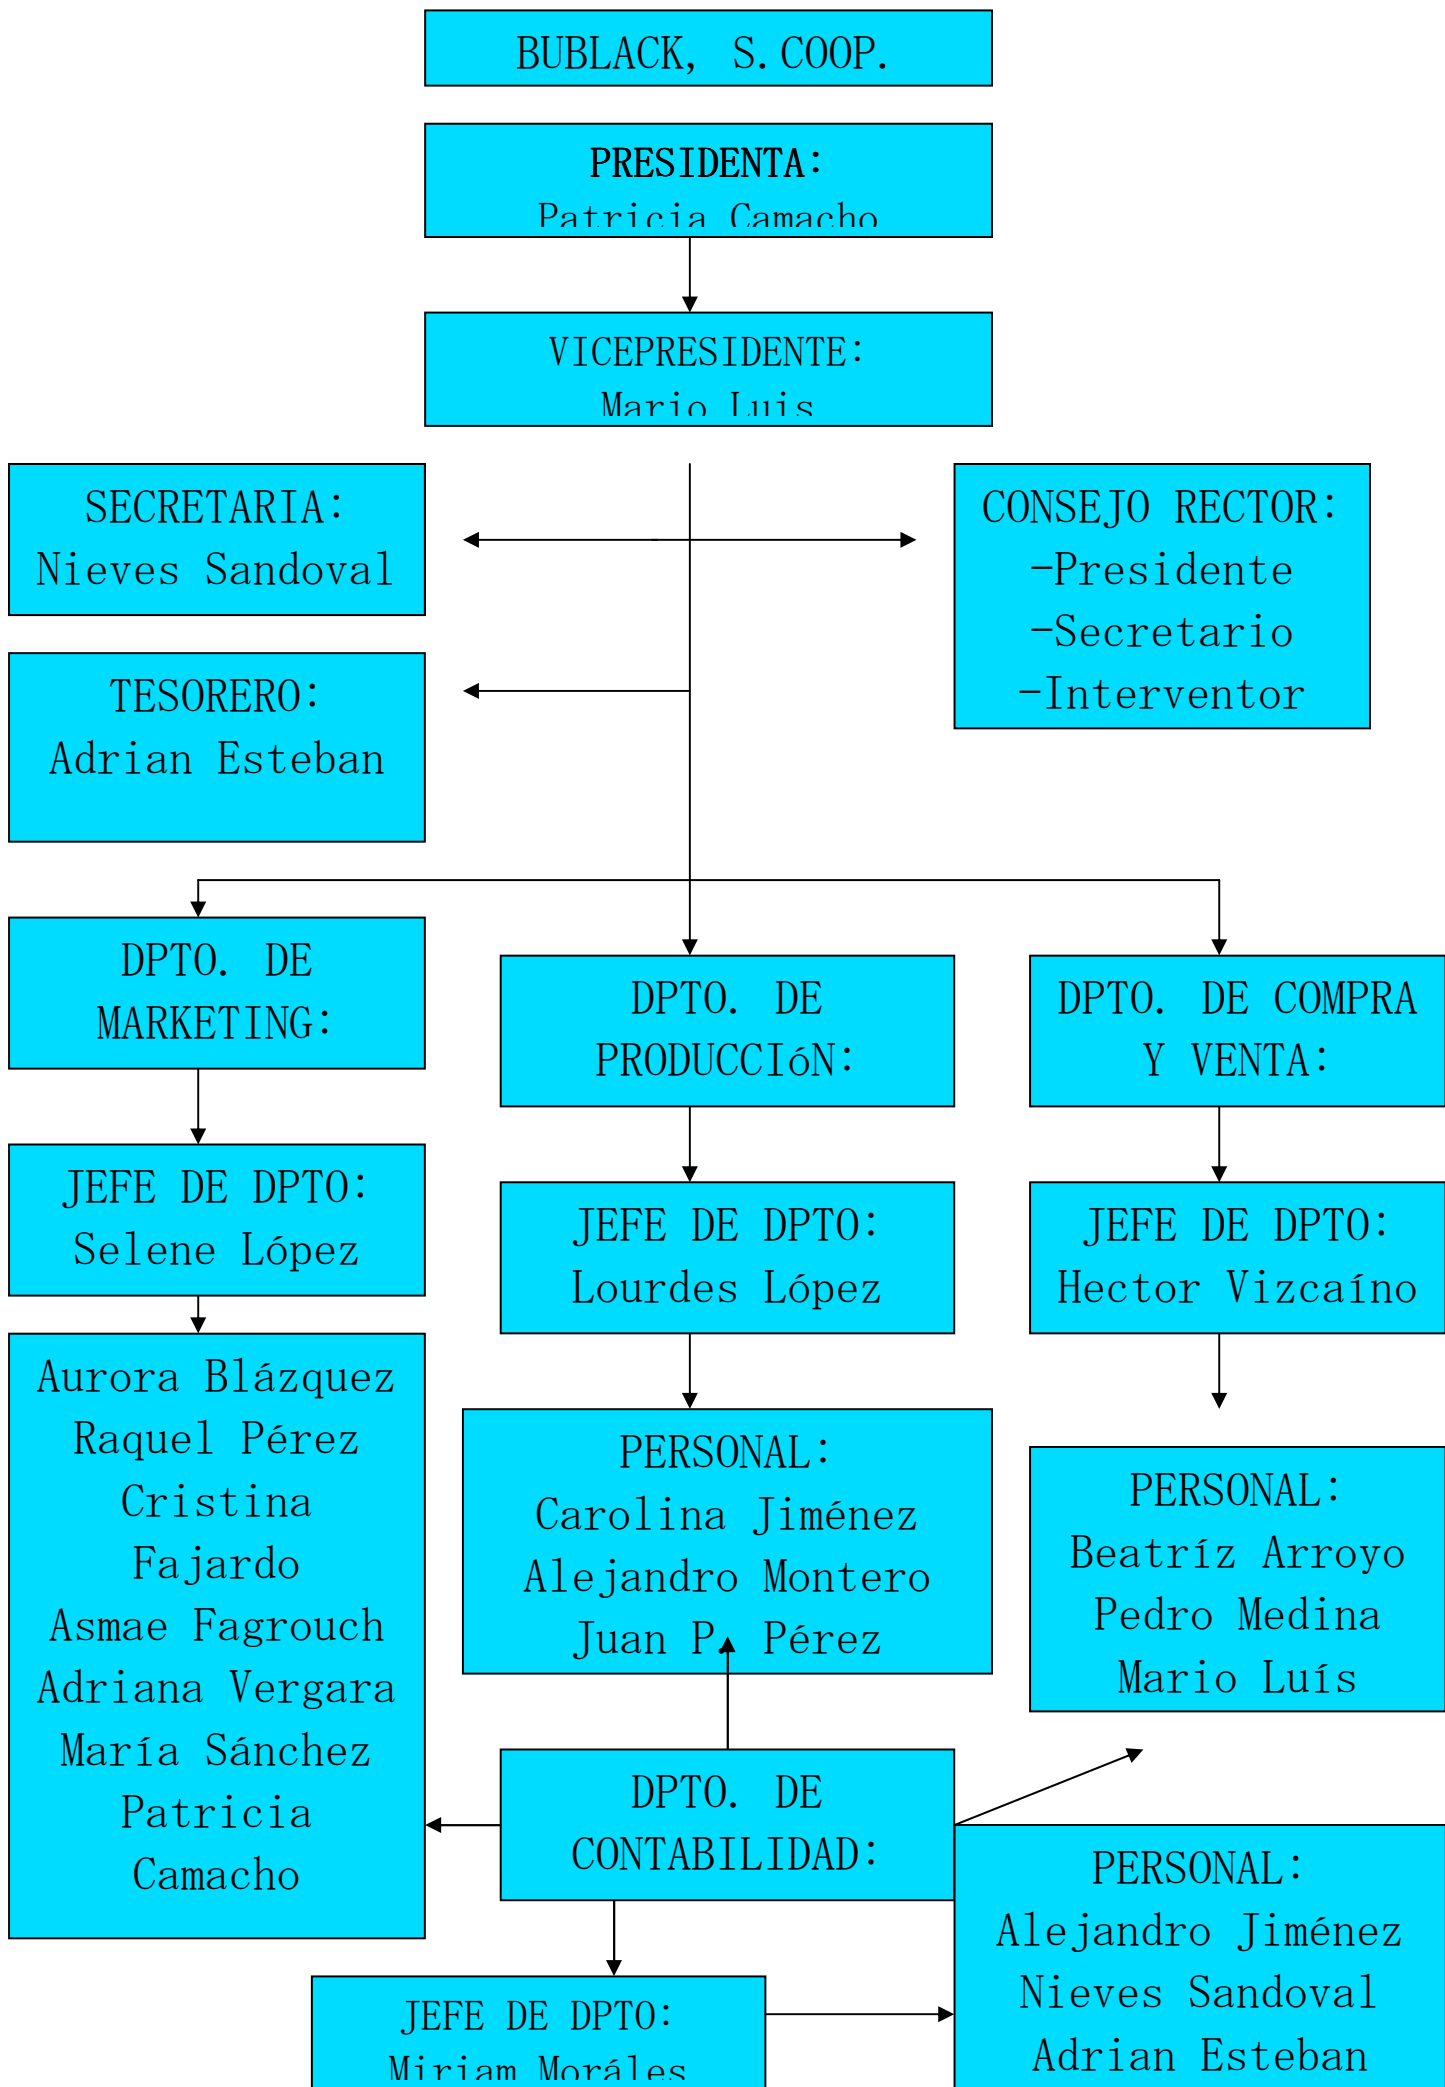 BUBLACK, S.COOP.
PRESIDENTA:
Patricia Camacho
VICEPRESIDENTE:
Mario Luis
SECRETARIA:
Nieves Sandoval
CONSEJO RECTOR:
-Presidente
-Secretario
-Interventor
TESORERO:
Adrian Esteban
DPTO. DE
MARKETING:
DPTO. DE
PRODUCCIóN:
DPTO. DE COMPRA
Y VENTA:
JEFE DE DPTO:
Selene López
JEFE DE DPTO:
Lourdes López
JEFE DE DPTO:
Hector Vizcaíno
Aurora Blázquez
Raquel Pérez
Cristina
Fajardo
Asmae Fagrouch
Adriana Vergara
María Sánchez
Patricia
Camacho
PERSONAL:
Carolina Jiménez
Alejandro Montero
Juan P. Pérez
PERSONAL:
Beatríz Arroyo
Pedro Medina
Mario Luís
DPTO. DE
CONTABILIDAD:
PERSONAL:
Alejandro Jiménez
Nieves Sandoval
Adrian Esteban
JEFE DE DPTO:
Miriam Moráles